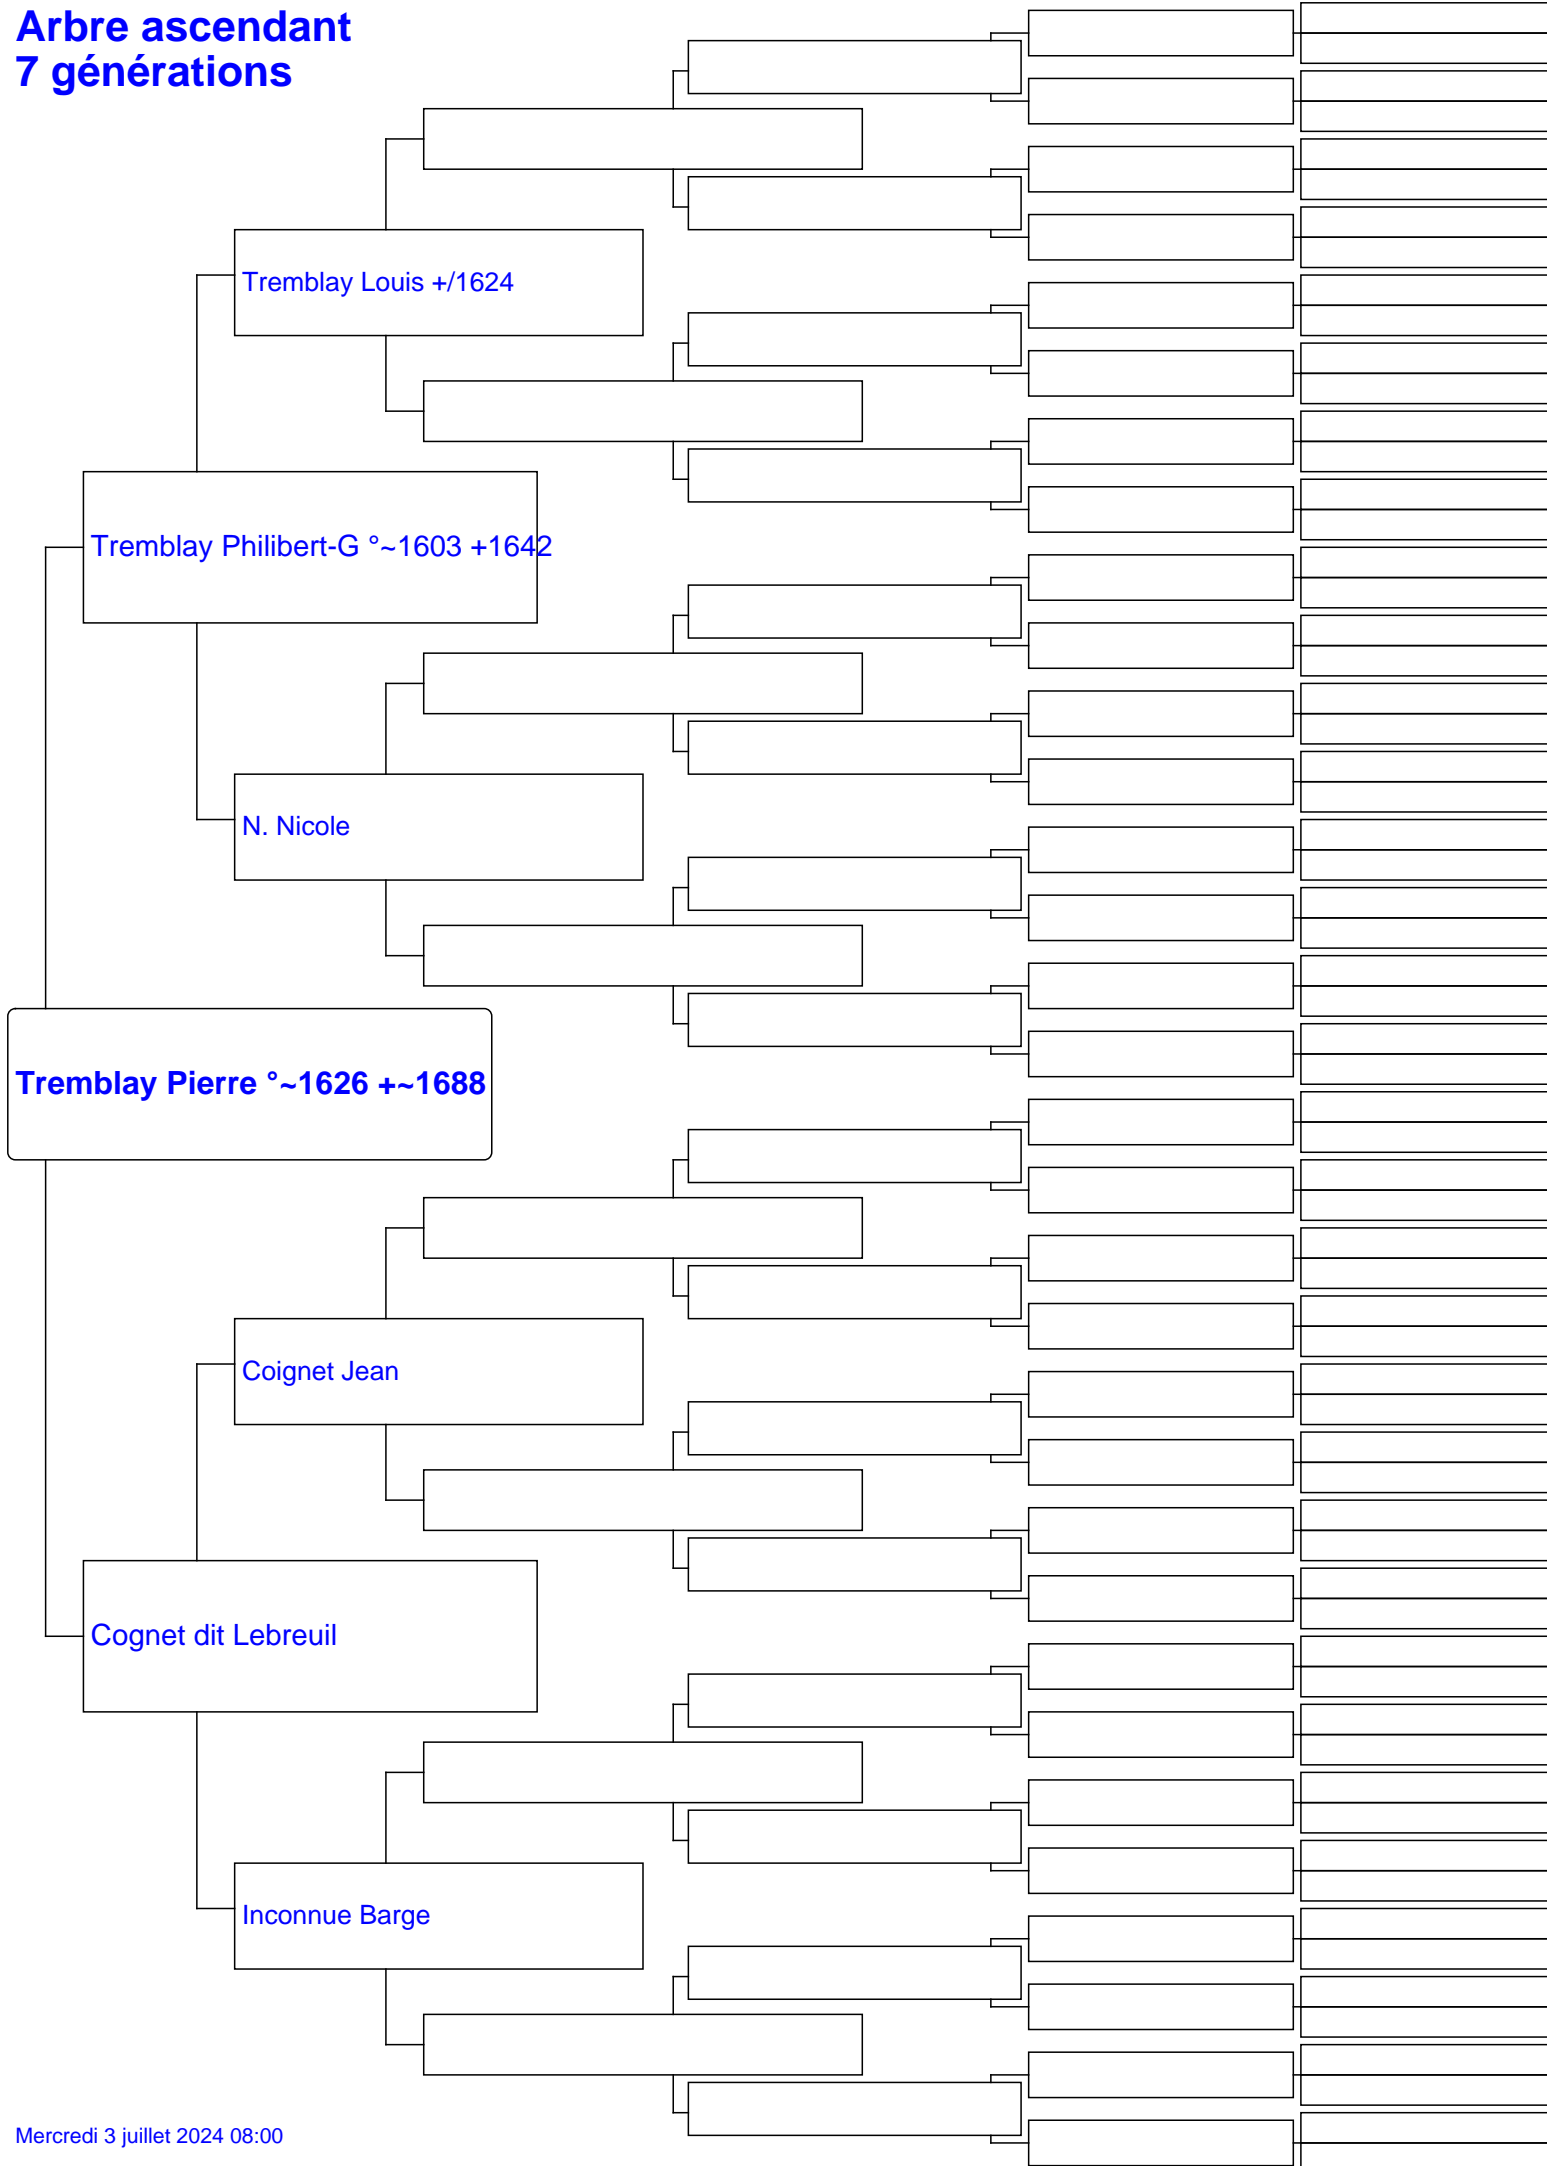 Arbre ascendant
7 générations
Tremblay Louis +/1624
Tremblay Philibert-G °~1603 +1642
N. Nicole
Tremblay Pierre °~1626 +~1688
Coignet Jean
Cognet dit Lebreuil
Inconnue Barge
Mercredi 3 juillet 2024 08:00